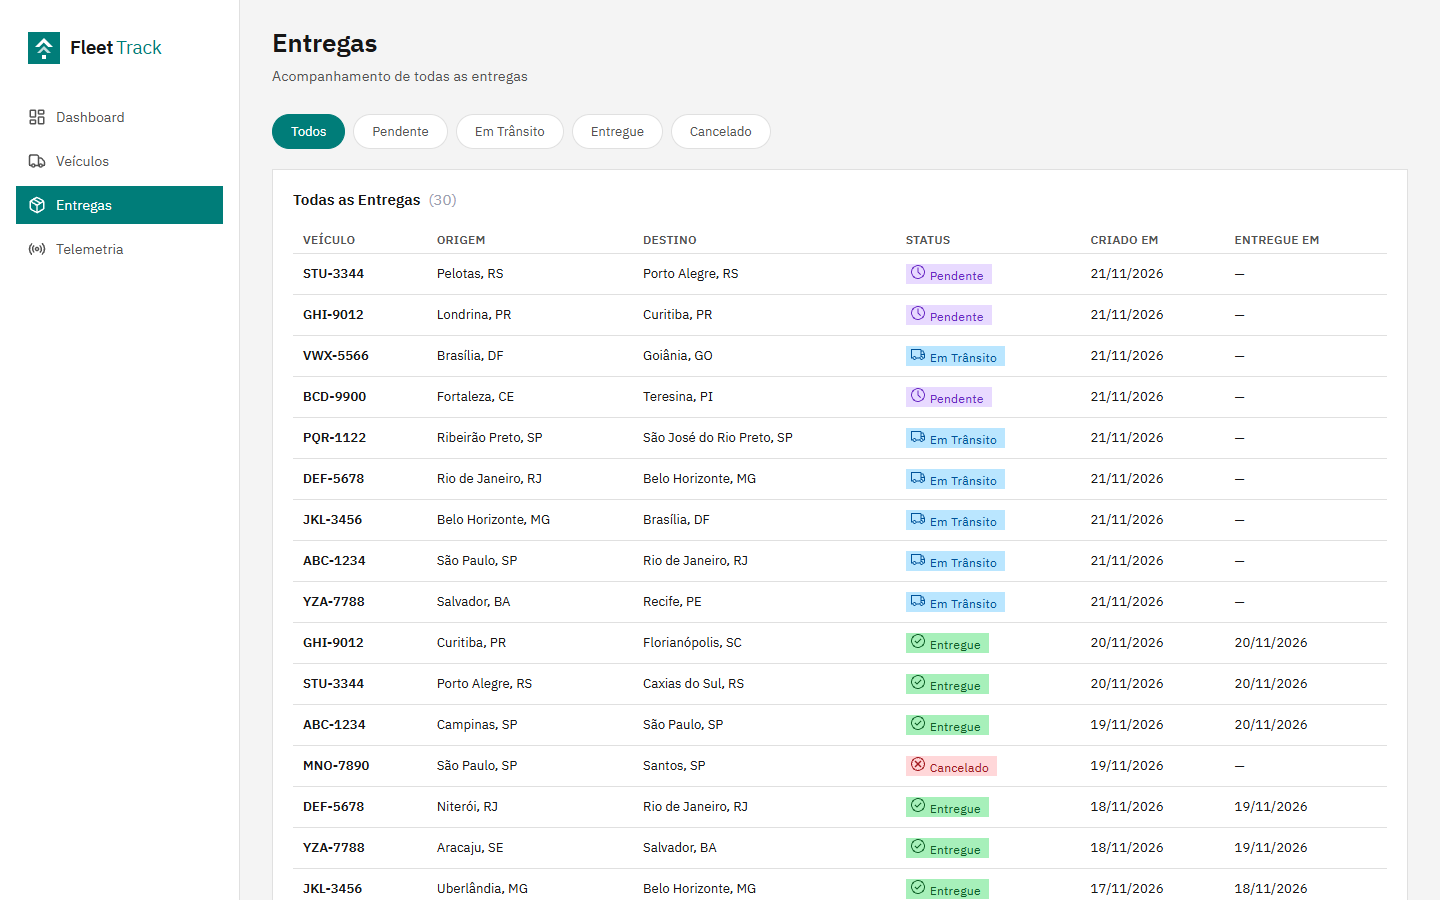 FleetTrack
Dashboard
Veículos
Entregas
Telemetria
Entregas
Acompanhamento de todas as entregas
Todos Pendente Em Trânsito Entregue Cancelado
Todas as Entregas (30)
VEÍCULO ORIGEM DESTINO STATUS CRIADO EM ENTREGUE EM
STU-3344 Pelotas, RS Porto Alegre, RS Pendente 21/11/2026 —
GHI-9012 Londrina, PR Curitiba, PR Pendente 21/11/2026 —
VWX-5566 Brasília, DF Goiânia, GO Em Trânsito 21/11/2026 —
BCD-9900 Fortaleza, CE Teresina, PI Pendente 21/11/2026 —
PQR-1122 Ribeirão Preto, SP São José do Rio Preto, SP Em Trânsito 21/11/2026 —
DEF-5678 Rio de Janeiro, RJ Belo Horizonte, MG Em Trânsito 21/11/2026 —
JKL-3456 Belo Horizonte, MG Brasília, DF Em Trânsito 21/11/2026 —
ABC-1234 São Paulo, SP Rio de Janeiro, RJ Em Trânsito 21/11/2026 —
YZA-7788 Salvador, BA Recife, PE Em Trânsito 21/11/2026 —
GHI-9012 Curitiba, PR Florianópolis, SC Entregue 20/11/2026 20/11/2026
STU-3344 Porto Alegre, RS Caxias do Sul, RS Entregue 20/11/2026 20/11/2026
ABC-1234 Campinas, SP São Paulo, SP Entregue 19/11/2026 20/11/2026
MNO-7890 São Paulo, SP Santos, SP Cancelado 19/11/2026 —
DEF-5678 Niterói, RJ Rio de Janeiro, RJ Entregue 18/11/2026 19/11/2026
YZA-7788 Aracaju, SE Salvador, BA Entregue 18/11/2026 19/11/2026
JKL-3456 Uberlândia, MG Belo Horizonte, MG Entregue 17/11/2026 18/11/2026